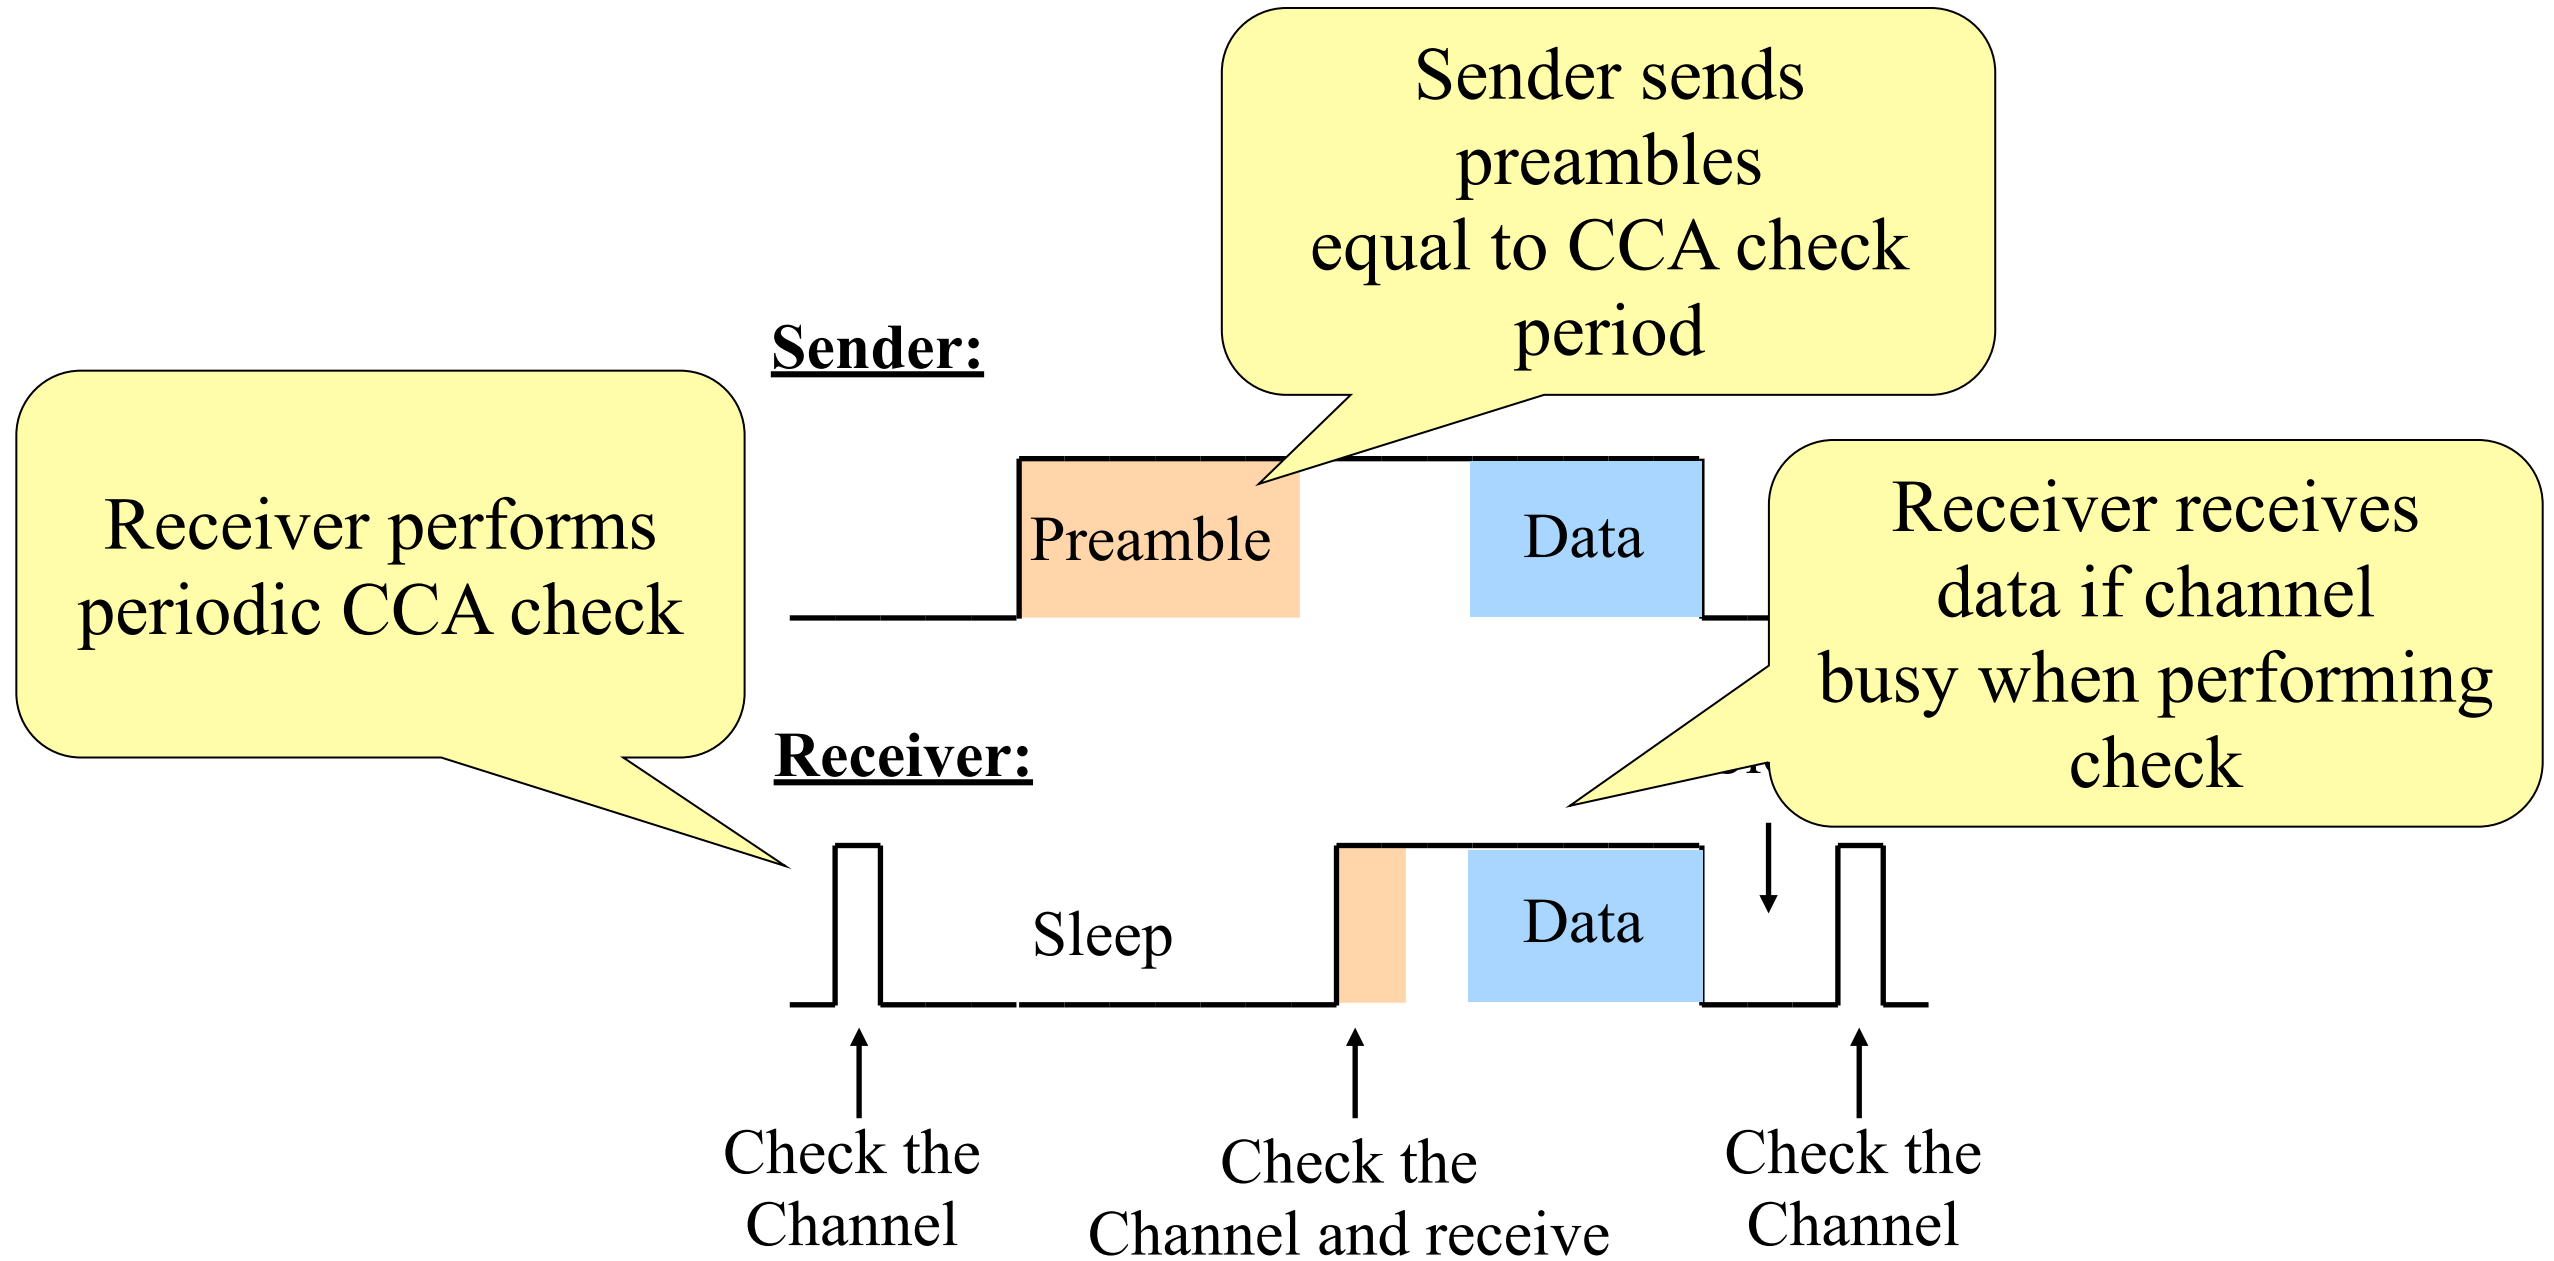 Sender sends
preambles
equal to CCA check
period
Sender:
Receiver performs
periodic CCA check
Preamble
Data
Receiver receives
data if channel
busy when performing
check
Receiver:
Sleep
Data
Check the
Channel
Check the
Channel and receive
Check the
Channel